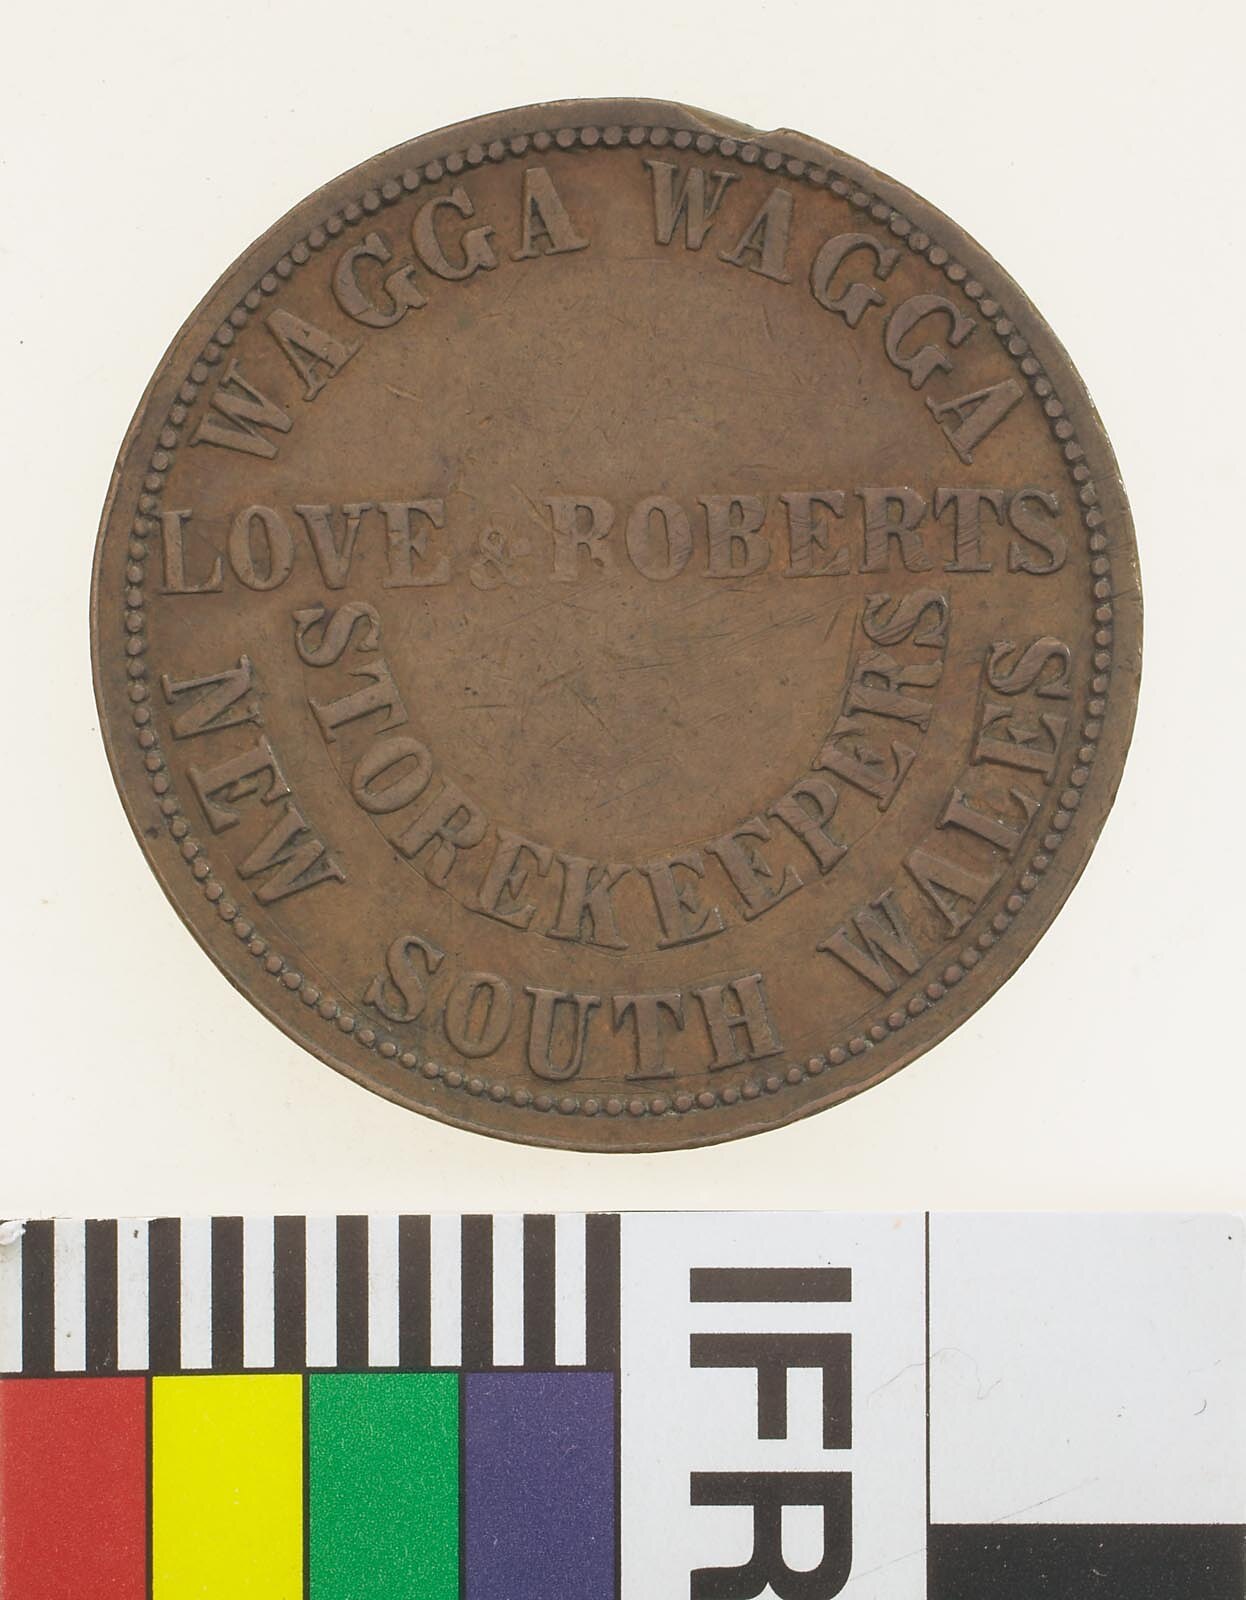 WAGGA WAGGA
LOVE & ROBERTS
STOREKEEPERS
NEW SOUTH WALES
IFR